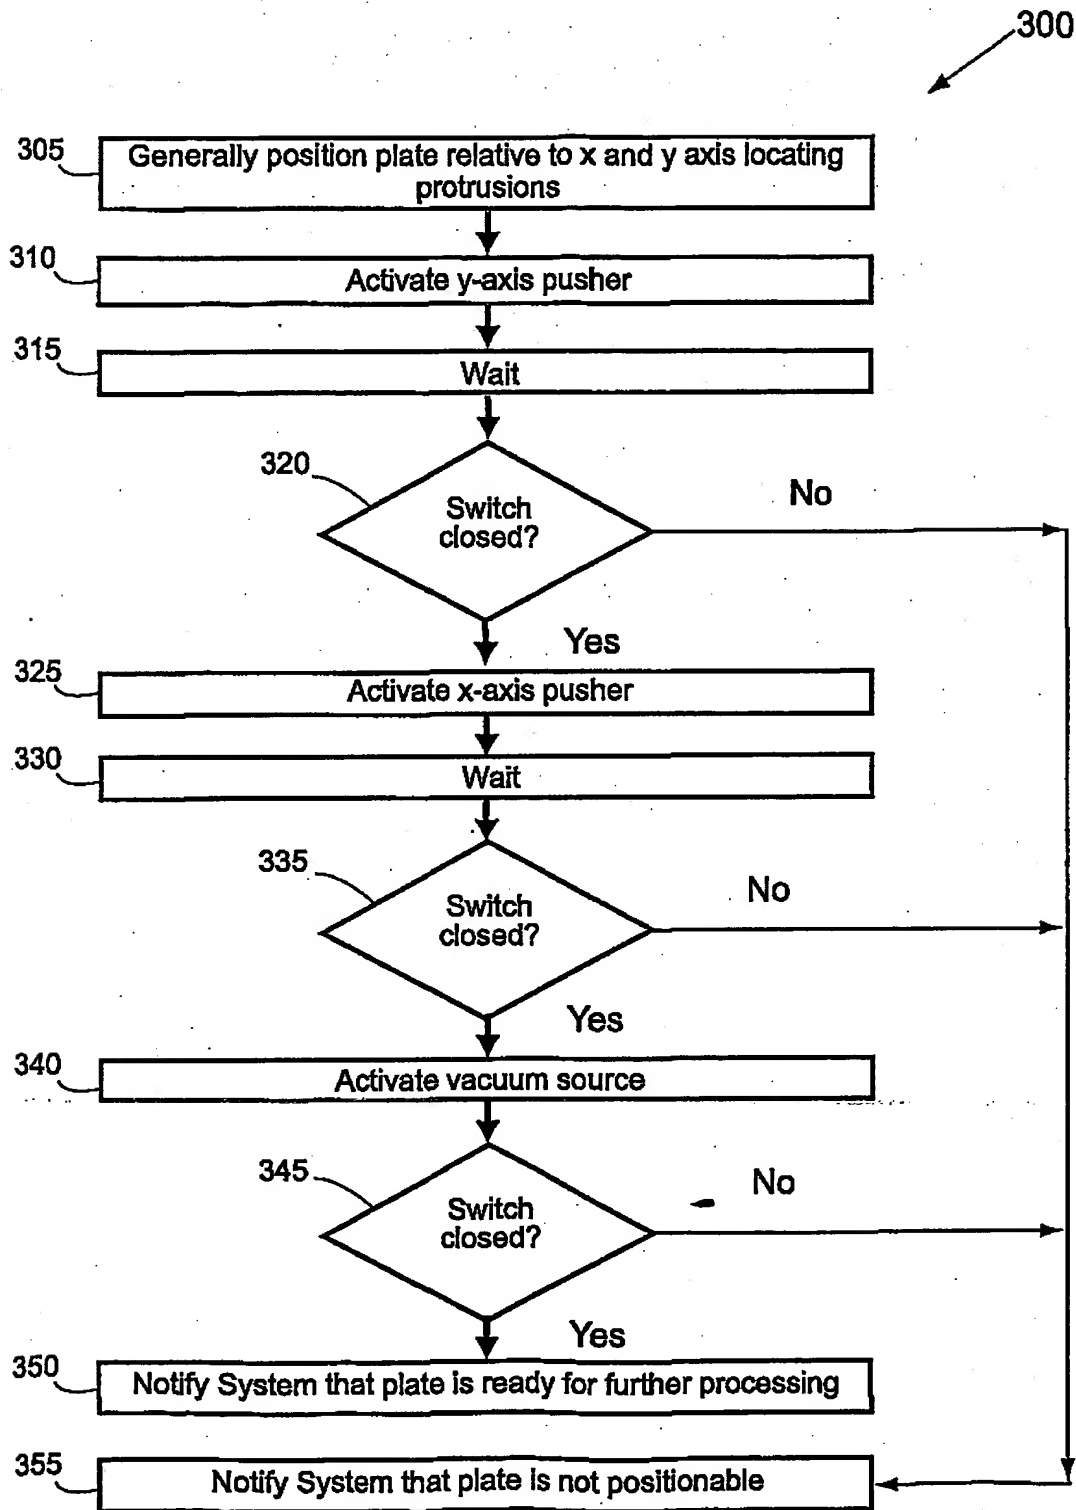 300
305
Generally position plate relative to x and y axis locating
protrusions
310
Activate y-axis pusher
315
Wait
320
Switch
closed?
No
Yes
325
Activate x-axis pusher
330
Wait
335
Switch
closed?
No
Yes
340
Activate vacuum source
345
Switch
closed?
No
Yes
350
Notify System that plate is ready for further processing
355
Notify System that plate is not positionable